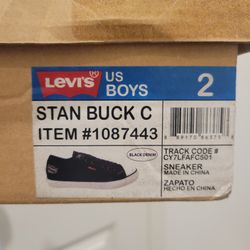 LEVI'S® US BOYS 2
STAN BUCK C
ITEM #1087443
BLACK DENIM
TRACK CODE #
CY7LFAFC501
SNEAKER
MADE IN CHINA
ZAPATO
HECHO EN CHINA